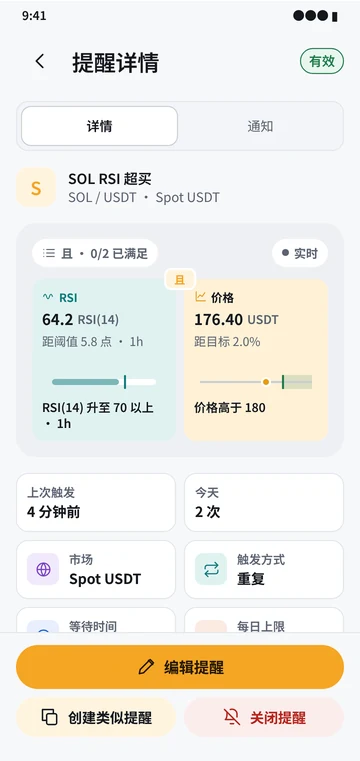 9:41
提醒详情
有效
详情
通知
S
SOL RSI 超买
SOL / USDT • Spot USDT
且 • 0/2 已满足
实时
且
RSI
64.2 RSI(14)
距阈值 5.8 点 • 1h
RSI(14) 升至 70 以上
• 1h
价格
176.40 USDT
距目标 2.0%
价格高于 180
上次触发
4 分钟前
今天
2 次
市场
Spot USDT
触发方式
重复
等待时间
每日上限
编辑提醒
创建类似提醒
关闭提醒